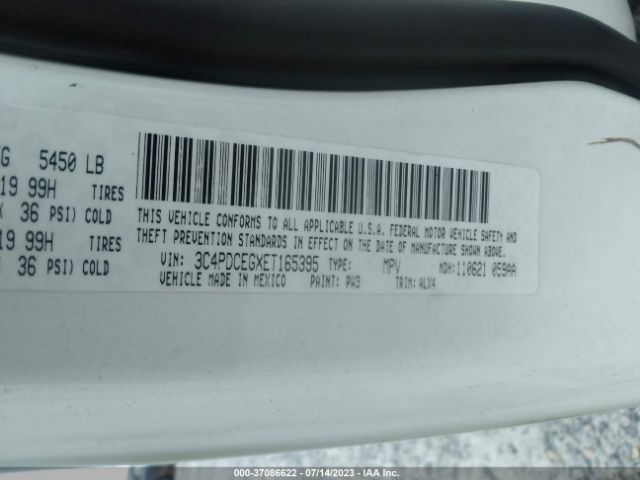 G 5450 LB
19 99H TIRES
( 36 PSI) COLD
19 99H TIRES
36 PSI) COLD
THIS VEHICLE CONFORMS TO ALL APPLICABLE U.S.A. FEDERAL MOTOR VEHICLE SAFETY AND
THEFT PREVENTION STANDARDS IN EFFECT ON THE DATE OF MANUFACTURE SHOWN ABOVE.
VIN: 3C4PDCEGXET165395 TYPE: MPV MDH:110621 059AA
VEHICLE MADE IN MEXICO PAINT: PW3 TRIM:ALX4
000-37086622 - 07/14/2023 - IAA Inc.